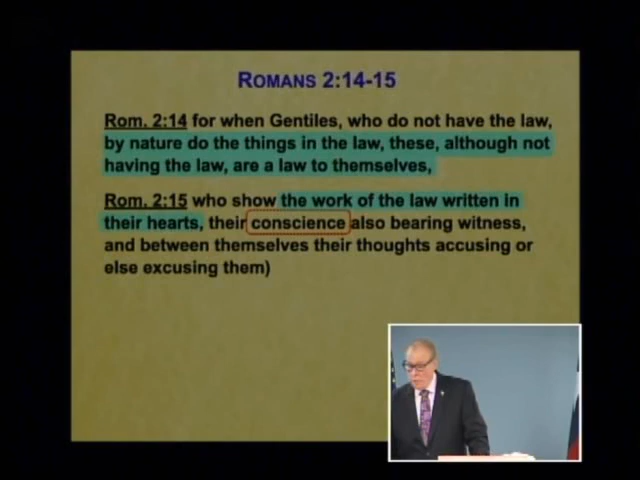 ROMANS 2:14-15
Rom. 2:14 for when Gentiles, who do not have the law,
by nature do the things in the law, these, although not
having the law, are a law to themselves,
Rom. 2:15 who show the work of the law written in
their hearts, their conscience also bearing witness,
and between themselves their thoughts accusing or
else excusing them)